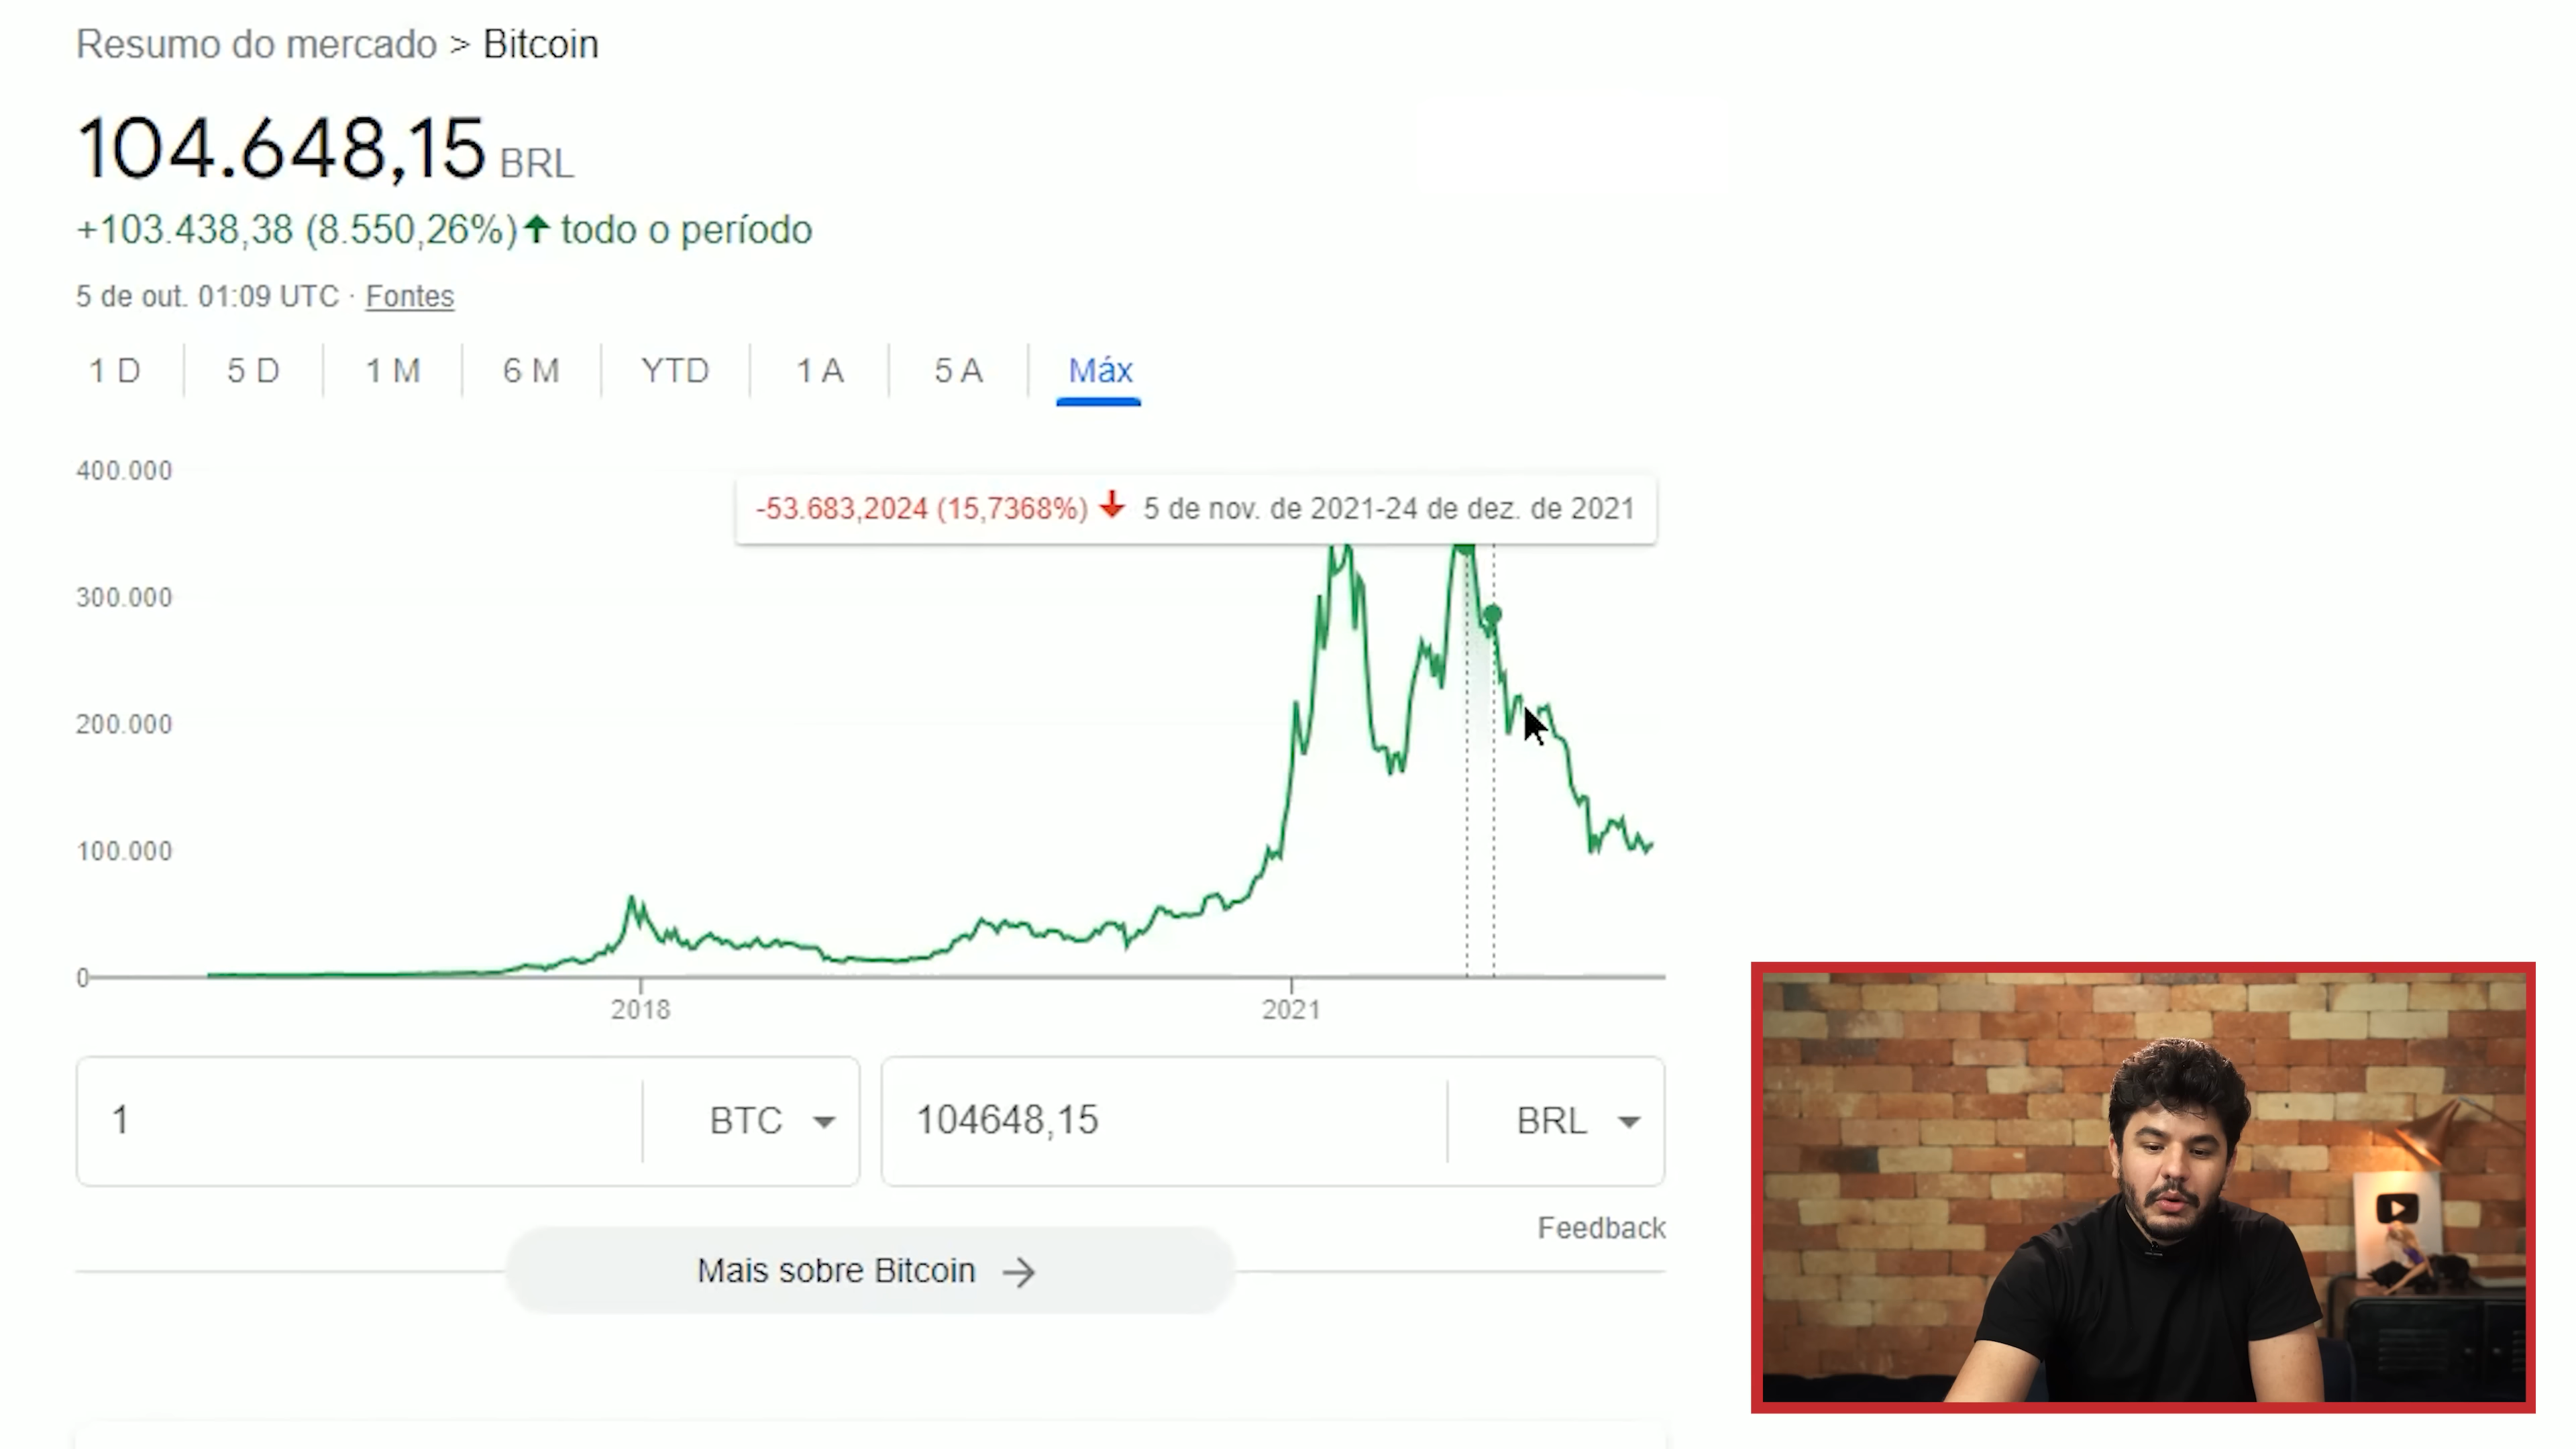 Resumo do mercado > Bitcoin
104.648,15 BRL
+103.438,38 (8.550,26%) ↑ todo o período
5 de out. 01:09 UTC · Fontes
1 D 5 D 1 M 6 M YTD 1 A 5 A Máx
400.000
-53.683,2024 (15,7368%) ↓ 5 de nov. de 2021-24 de dez. de 2021
300.000
200.000
100.000
0
2018 2021
1 BTC 104648,15 BRL
Feedback
Mais sobre Bitcoin →